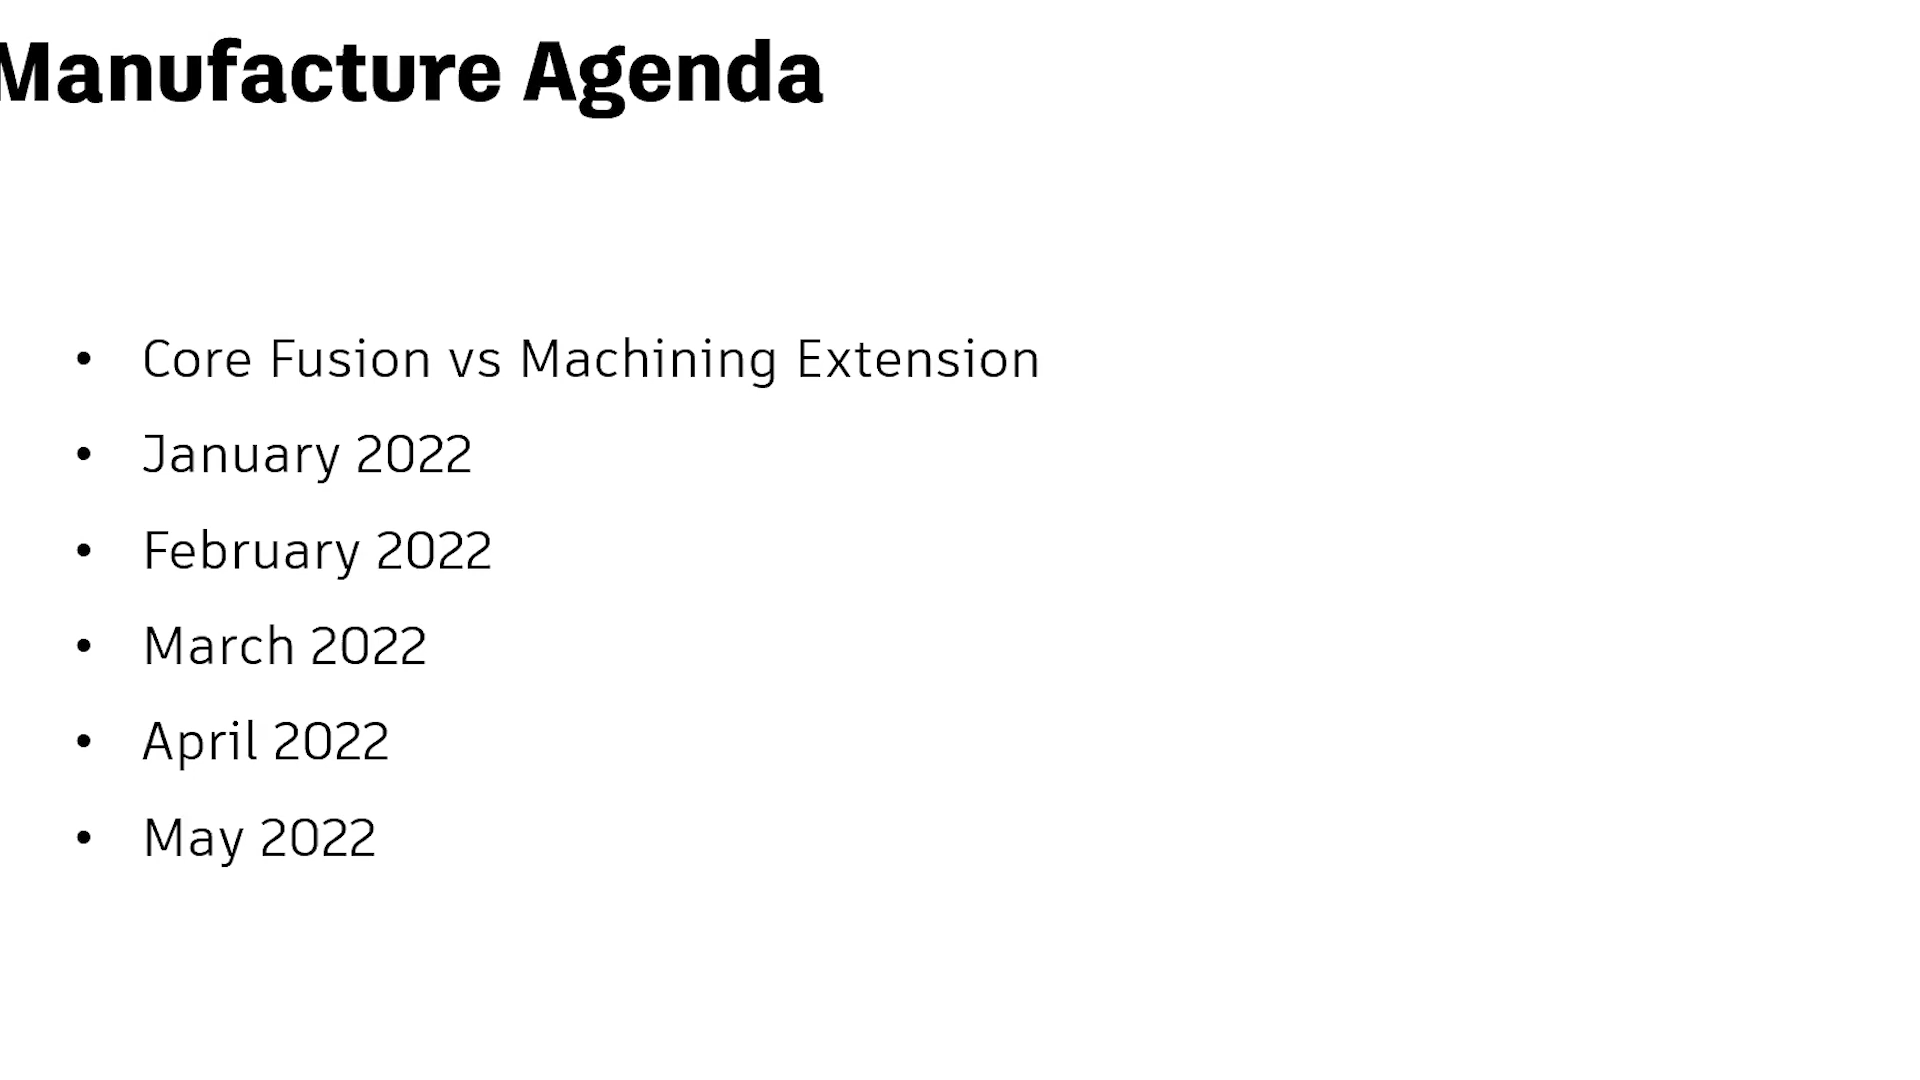 Manufacture Agenda
• Core Fusion vs Machining Extension
• January 2022
• February 2022
• March 2022
• April 2022
• May 2022